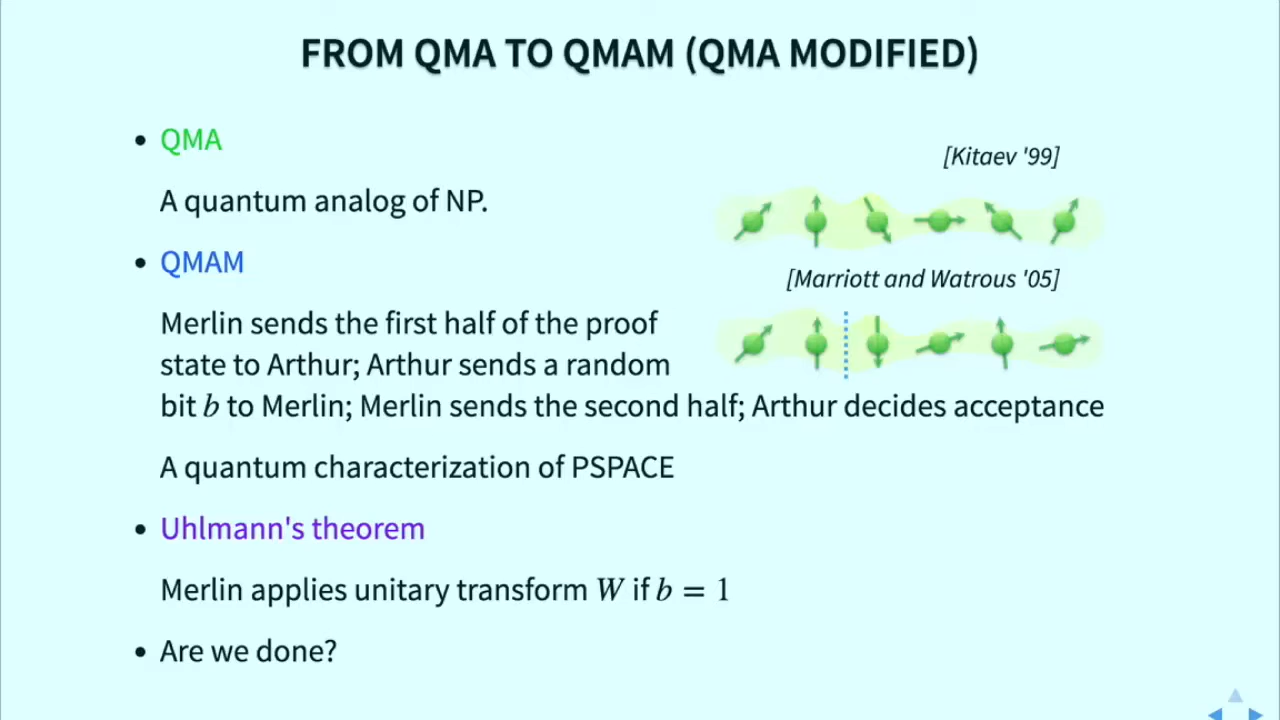 FROM QMA TO QMAM (QMA MODIFIED)
• QMA
[Kitaev '99]
A quantum analog of NP.
• QMAM
[Marriott and Watrous '05]
Merlin sends the first half of the proof
state to Arthur; Arthur sends a random
bit b to Merlin; Merlin sends the second half; Arthur decides acceptance
A quantum characterization of PSPACE
• Uhlmann's theorem
Merlin applies unitary transform W if b = 1
• Are we done?